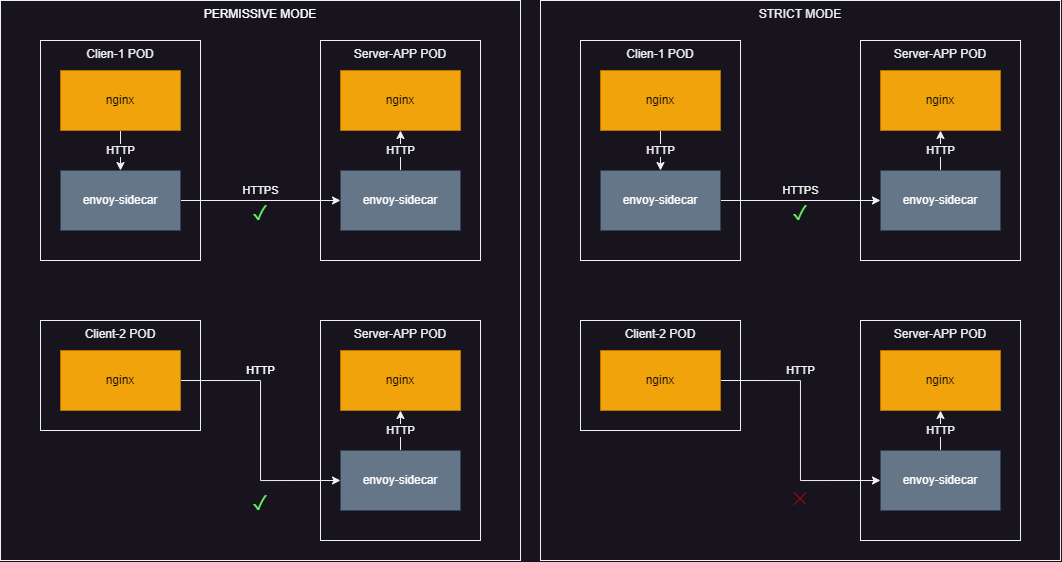 PERMISSIVE MODE
Clien-1 POD
nginx
HTTP
envoy-sidecar
HTTPS
Server-APP POD
nginx
HTTP
envoy-sidecar
Client-2 POD
nginx
HTTP
Server-APP POD
nginx
HTTP
envoy-sidecar
STRICT MODE
Clien-1 POD
nginx
HTTP
envoy-sidecar
HTTPS
Server-APP POD
nginx
HTTP
envoy-sidecar
Client-2 POD
nginx
HTTP
Server-APP POD
nginx
HTTP
envoy-sidecar